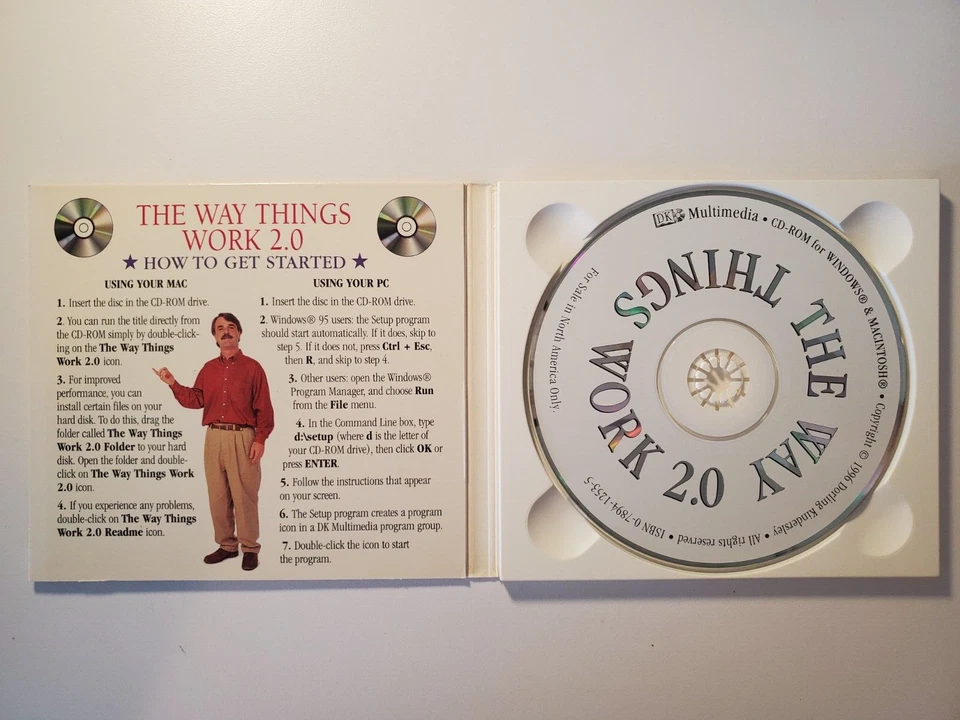 THE WAY THINGS
WORK 2.0
★ HOW TO GET STARTED ★
USING YOUR MAC
1. Insert the disc in the CD-ROM drive.
2. You can run the title directly from
the CD-ROM simply by double-click-
ing on the The Way Things
Work 2.0 icon.
3. For improved
performance, you can
install certain files on your
hard disk. To do this, drag the
folder called The Way Things
Work 2.0 Folder to your hard
disk. Open the folder and double-
click on The Way Things Work
2.0 icon.
4. If you experience any problems,
double-click on The Way Things
Work 2.0 Readme icon.
USING YOUR PC
1. Insert the disc in the CD-ROM drive.
2. Windows® 95 users: the Setup program
should start automatically. If it does, skip to
step 5. If it does not, press Ctrl + Esc,
then R, and skip to step 4.
3. Other users: open the Windows®
Program Manager, and choose Run
from the File menu.
4. In the Command Line box, type
d:\setup (where d is the letter of
your CD-ROM drive), then click OK or
press ENTER.
5. Follow the instructions that appear
on your screen.
6. The Setup program creates a program
icon in a DK Multimedia program group.
7. Double-click the icon to start
the program.
DK Multimedia • CD-ROM for WINDOWS® & MACINTOSH® • Copyright © 1996 Dorling Kindersley • All rights reserved • ISBN 0-7894-1253-5
For Sale in North America Only.
THE WAY THINGS WORK 2.0